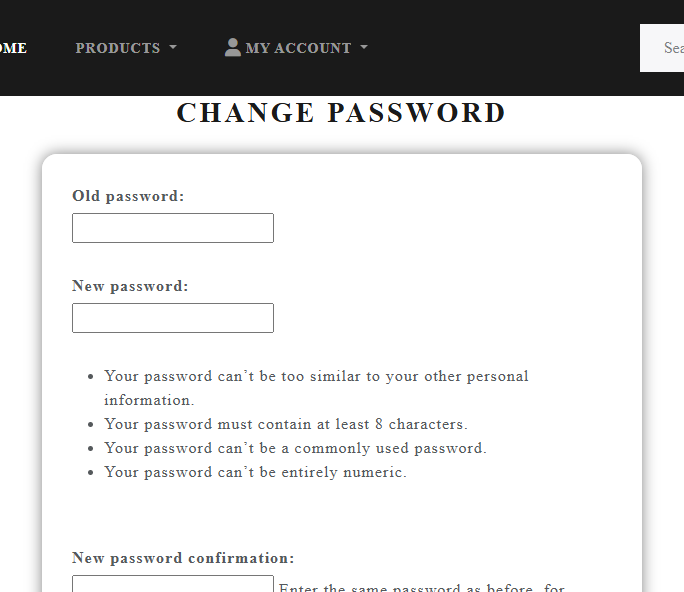 OME PRODUCTS MY ACCOUNT Sea
CHANGE PASSWORD
Old password:
New password:
• Your password can’t be too similar to your other personal
information.
• Your password must contain at least 8 characters.
• Your password can’t be a commonly used password.
• Your password can’t be entirely numeric.
New password confirmation:
Enter the same password as before, for